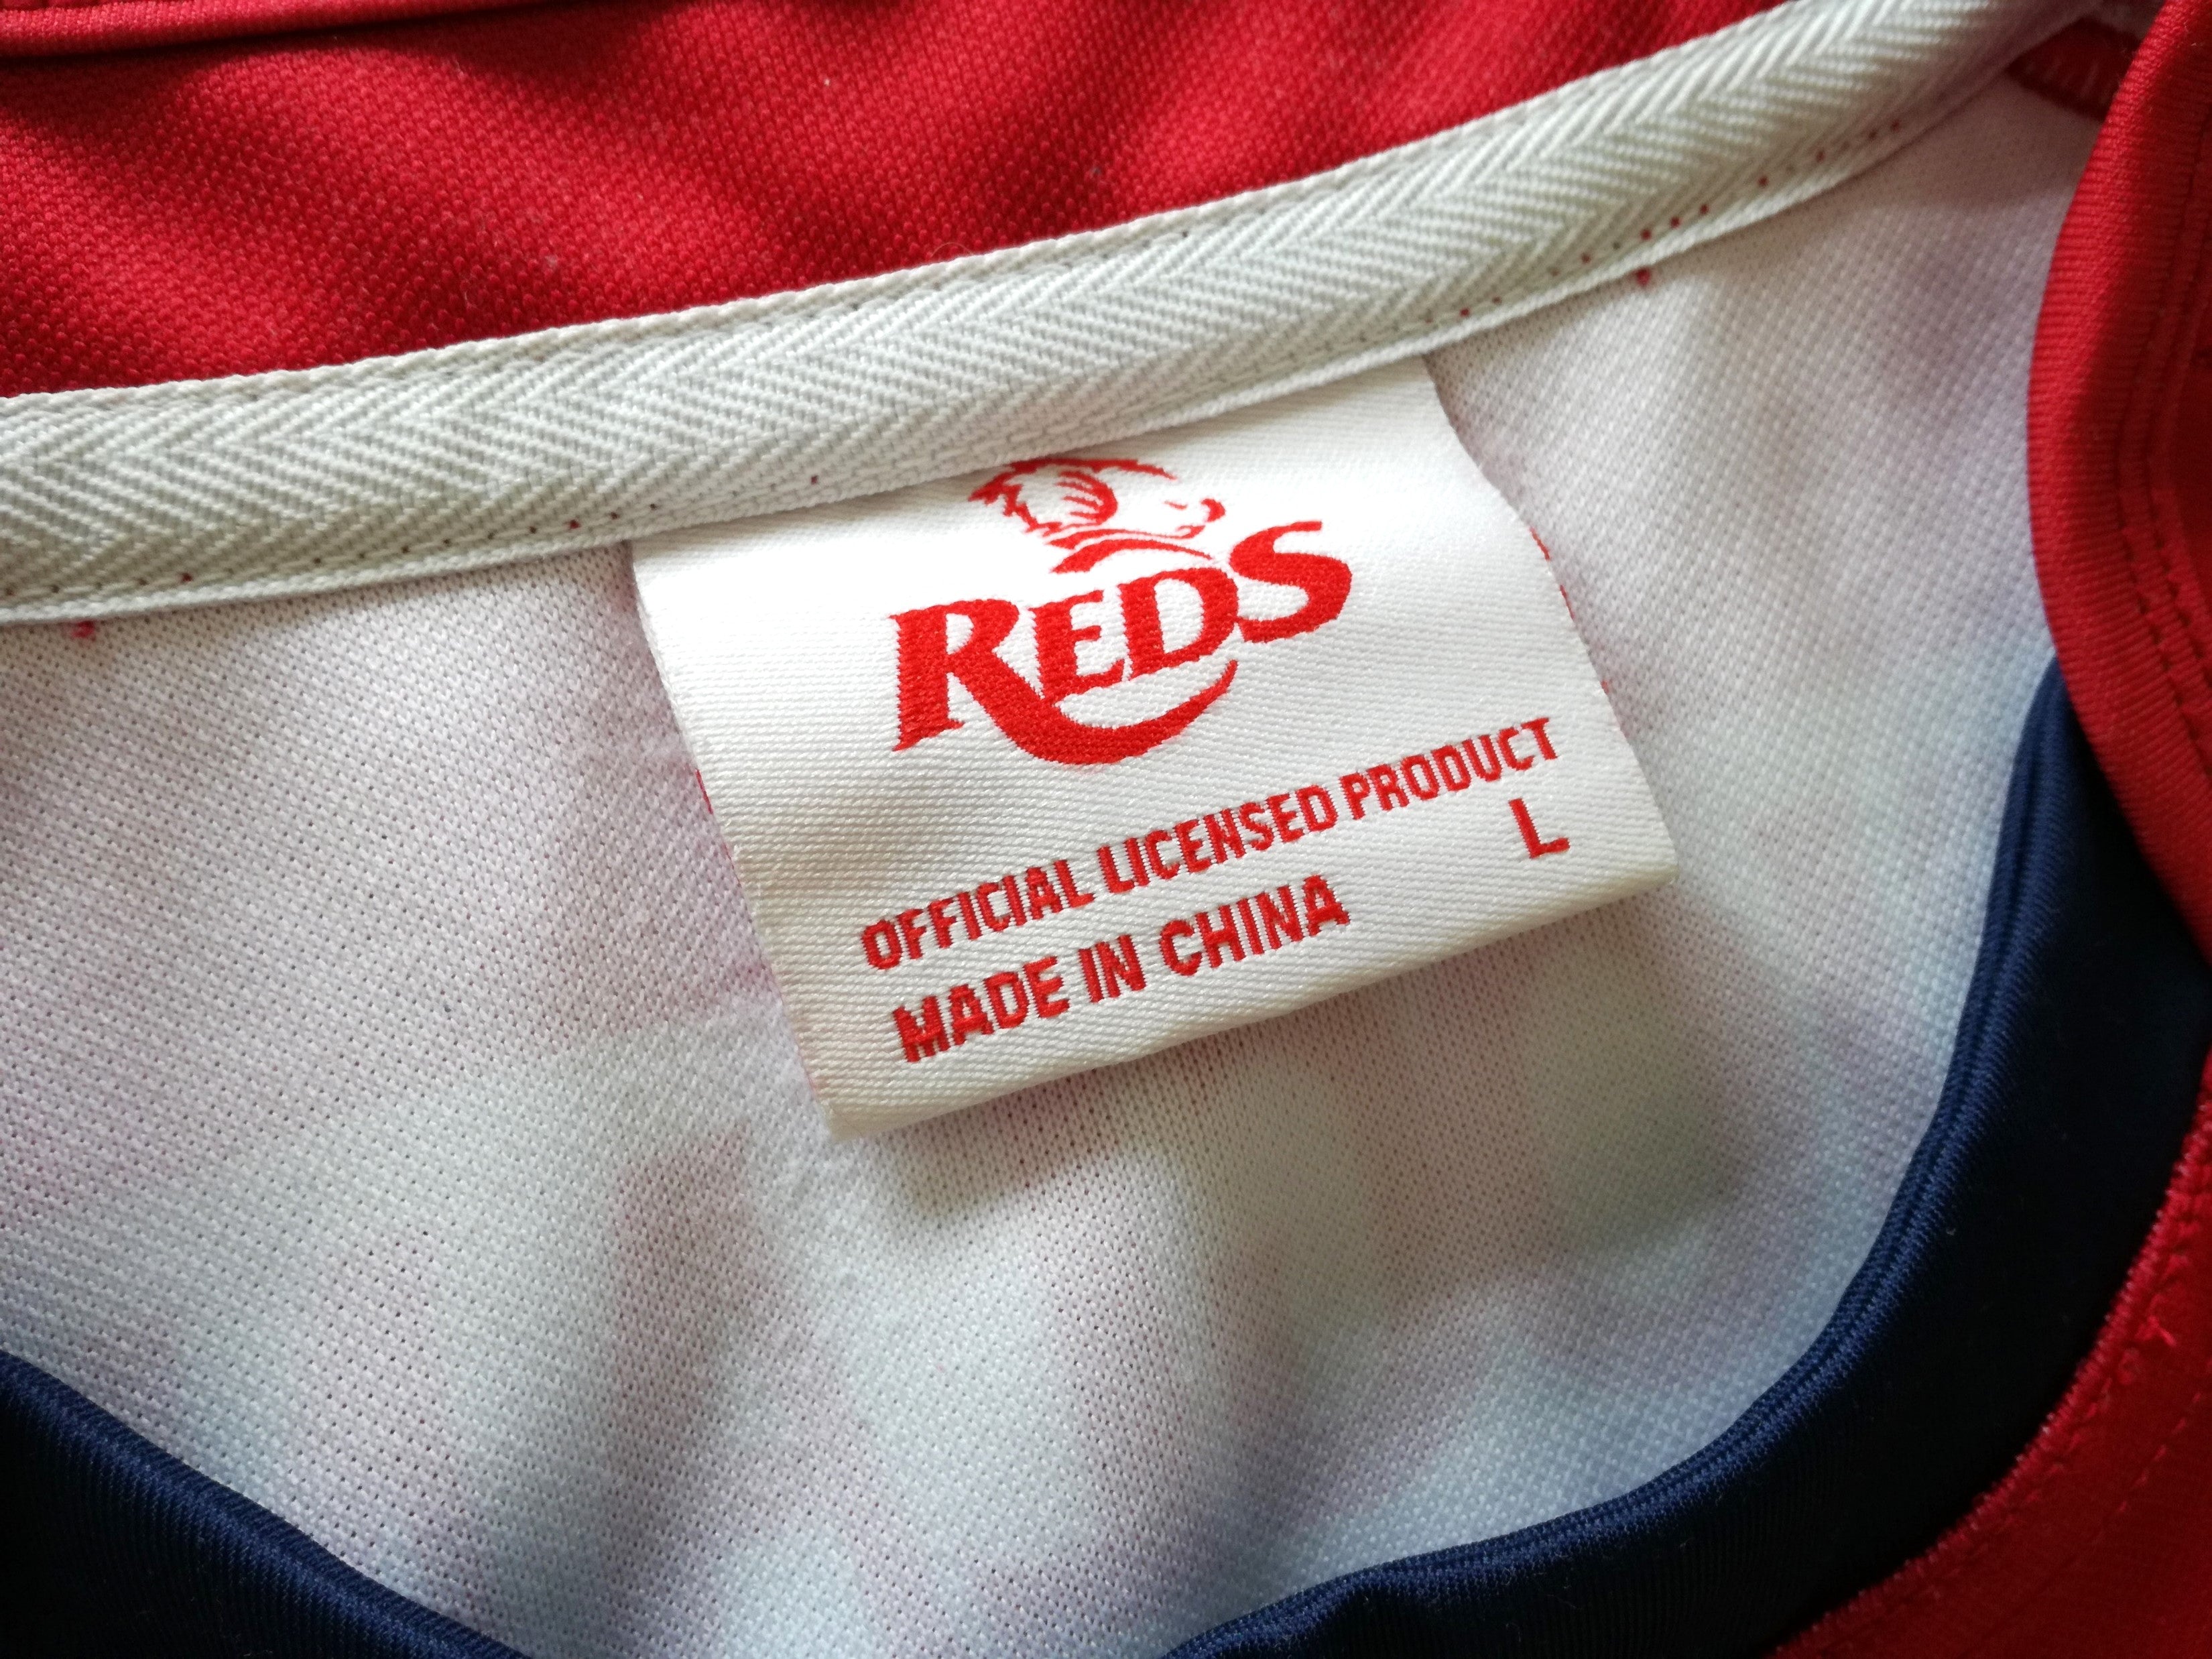 REDS
OFFICIAL LICENSED PRODUCT
MADE IN CHINA L